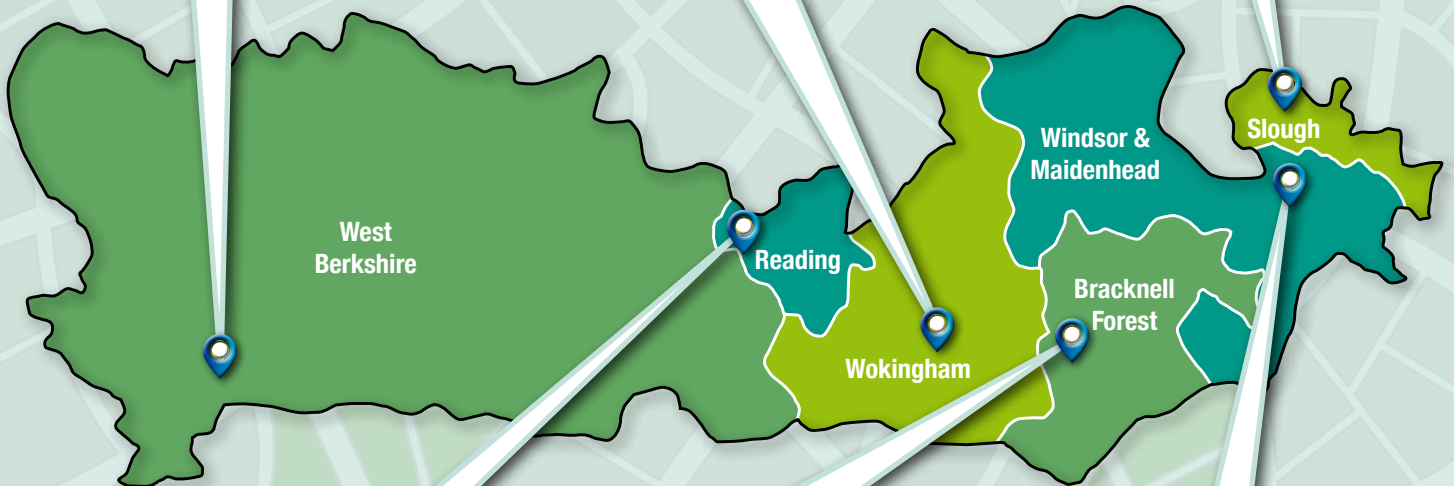 West
Berkshire
Reading
Wokingham
Windsor &
Maidenhead
Bracknell
Forest
Slough